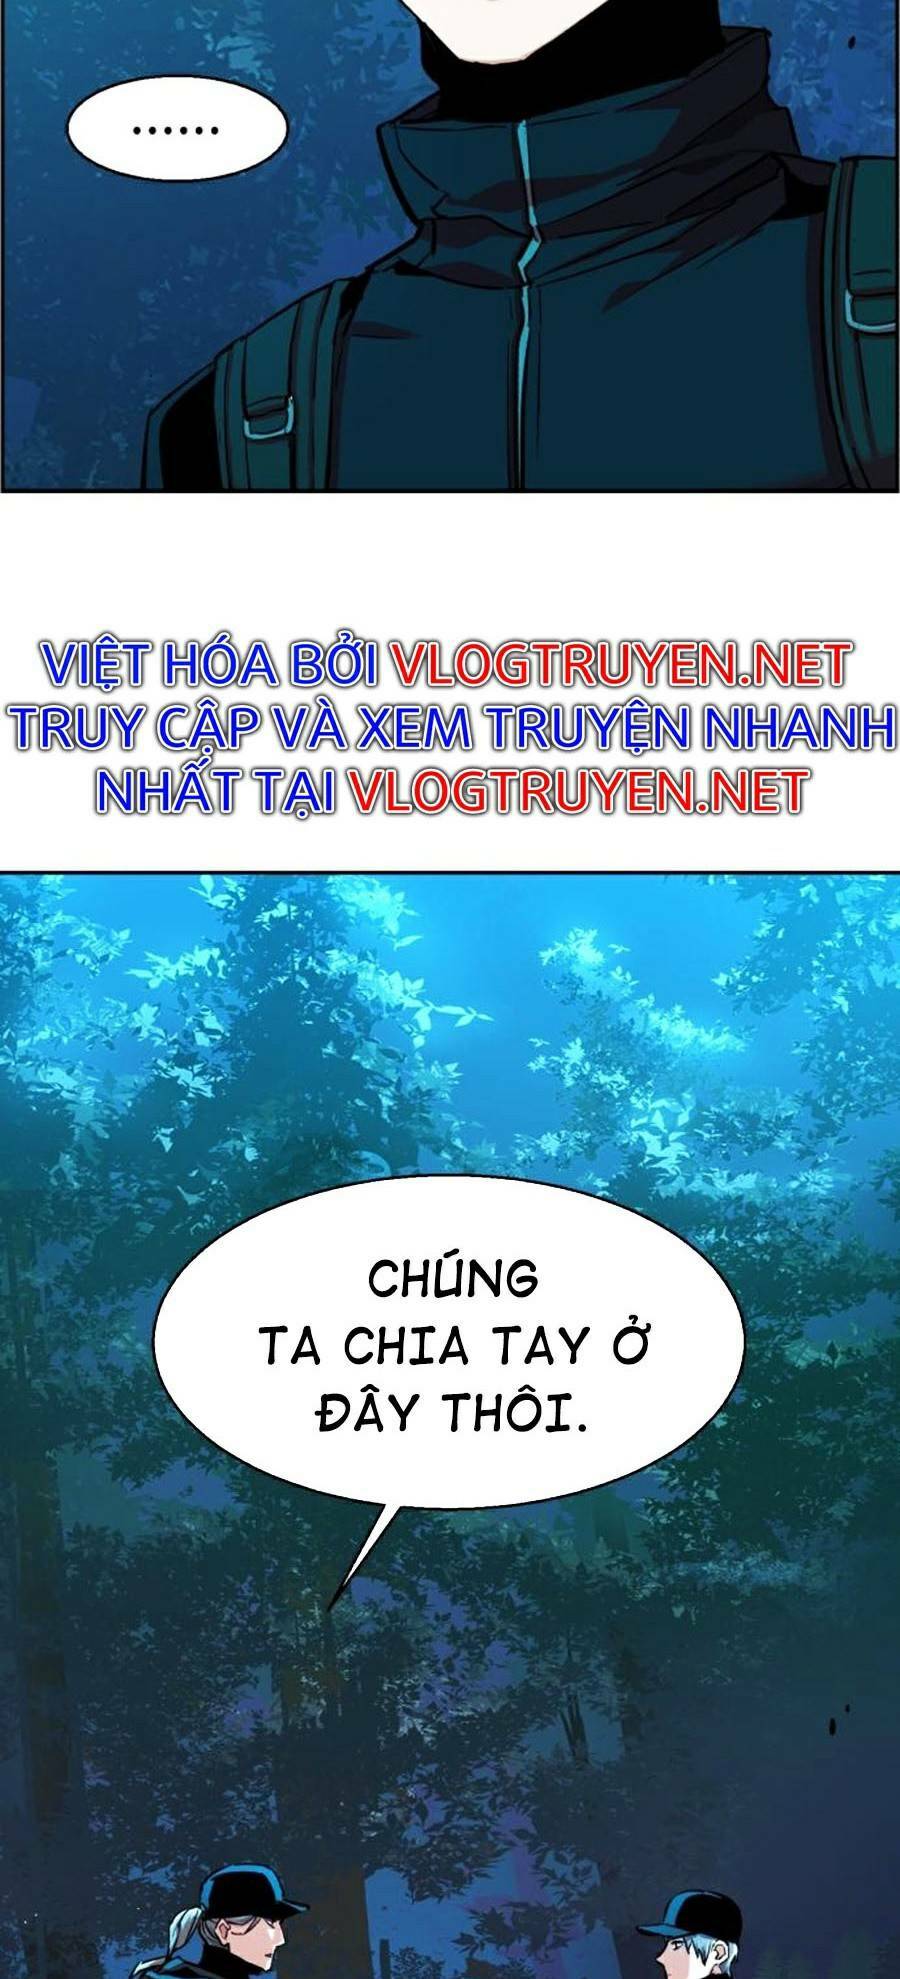 ......
VIỆT HÓA BỞI VLOGTRUYEN.NET
TRUY CẬP VÀ XEM TRUYỆN NHANH
NHẤT TẠI VLOGTRUYEN.NET
CHÚNG
TA CHIA TAY Ở
ĐÂY THÔI.